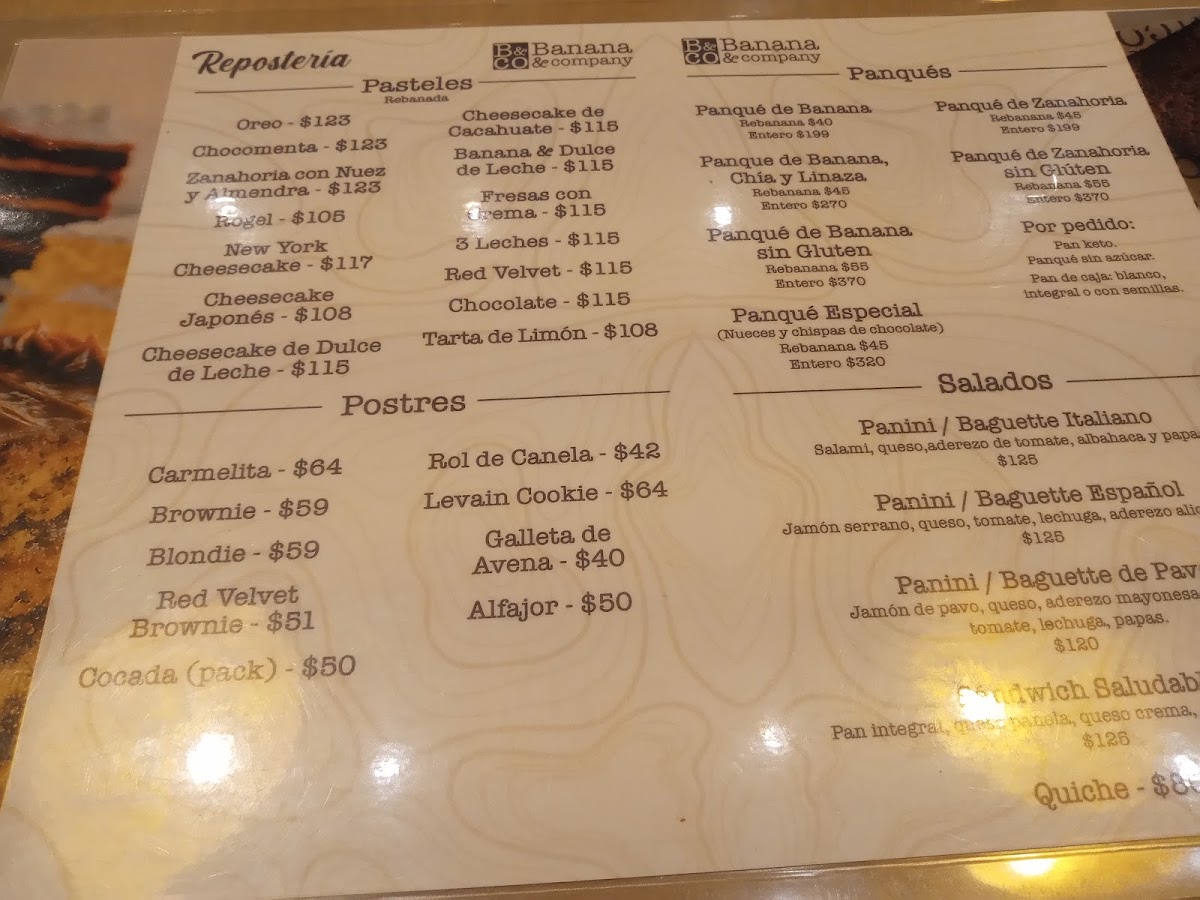 Repostería
B&CO Banana
&company
Pasteles
Rebanada
Oreo - $123
Chocomenta - $123
Zanahoria con Nuez
y Almendra - $123
Rogel - $105
New York
Cheesecake - $117
Cheesecake
Japonés - $108
Cheesecake de Dulce
de Leche - $115
Cheesecake de
Cacahuate - $115
Banana & Dulce
de Leche - $115
Fresas con
Crema - $115
3 Leches - $115
Red Velvet - $115
Chocolate - $115
Tarta de Limón - $108
Postres
Carmelita - $64
Brownie - $59
Blondie - $59
Red Velvet
Brownie - $51
Cocada (pack) - $50
Rol de Canela - $42
Levain Cookie - $64
Galleta de
Avena - $40
Alfajor - $50
B&CO Banana
&company
Panqués
Panqué de Banana
Rebanana $40
Entero $199
Panque de Banana,
Chía y Linaza
Rebanana $45
Entero $270
Panqué de Banana
sin Gluten
Rebanana $55
Entero $370
Panqué Especial
(Nueces y chispas de chocolate)
Rebanana $45
Entero $320
Panqué de Zanahoria
Rebanana $45
Entero $199
Panqué de Zanahoria
sin Glúten
Rebanana $55
Entero $370
Por pedido:
Pan keto.
Panqué sin azúcar.
Pan de caja: blanco,
integral o con semillas.
Salados
Panini / Baguette Italiano
Salami, queso,aderezo de tomate, albahaca y papa
$125
Panini / Baguette Español
Jamón serrano, queso, tomate, lechuga, aderezo
$125
Panini / Baguette de Pav
Jamón de pavo, queso, aderezo mayonesa
tomate, lechuga, papas.
$120
Sándwich Saludabl
Pan integral, queso panela, queso crema,
$125
Quiche -